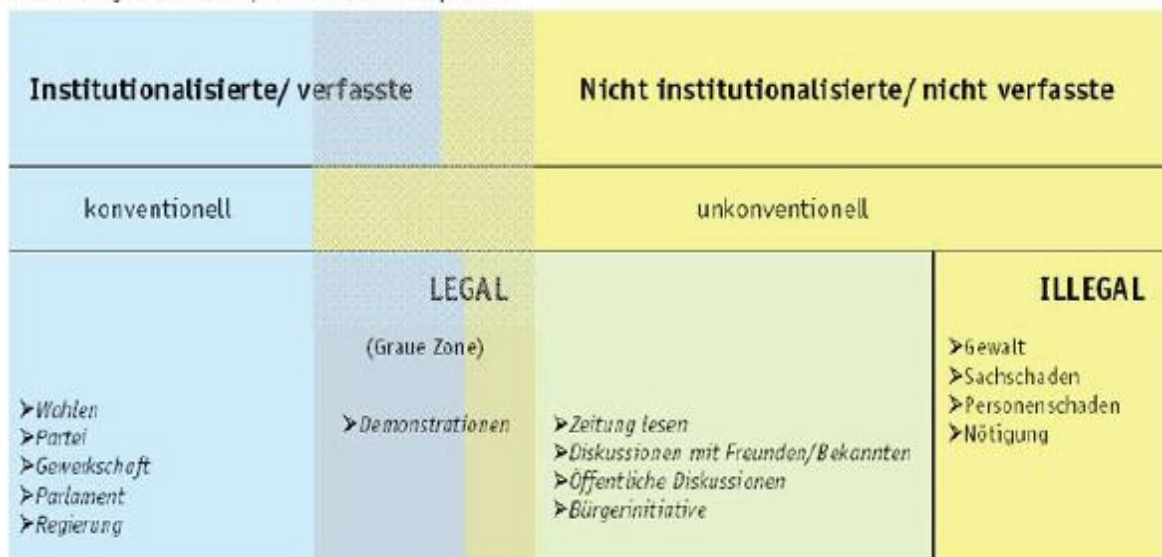 Institutionalisierte/ verfasste
Nicht institutionalisierte/ nicht verfasste
konventionell
unkonventionell
LEGAL
(Graue Zone)
ILLEGAL
➢Wahlen
➢Partei
➢Gewerkschaft
➢Parlament
➢Regierung
➢Demonstrationen
➢Zeitung lesen
➢Diskussionen mit Freunden/Bekannten
➢Öffentliche Diskussionen
➢Bürgerinitiative
➢Gewalt
➢Sachschaden
➢Personenschaden
➢Nötigung